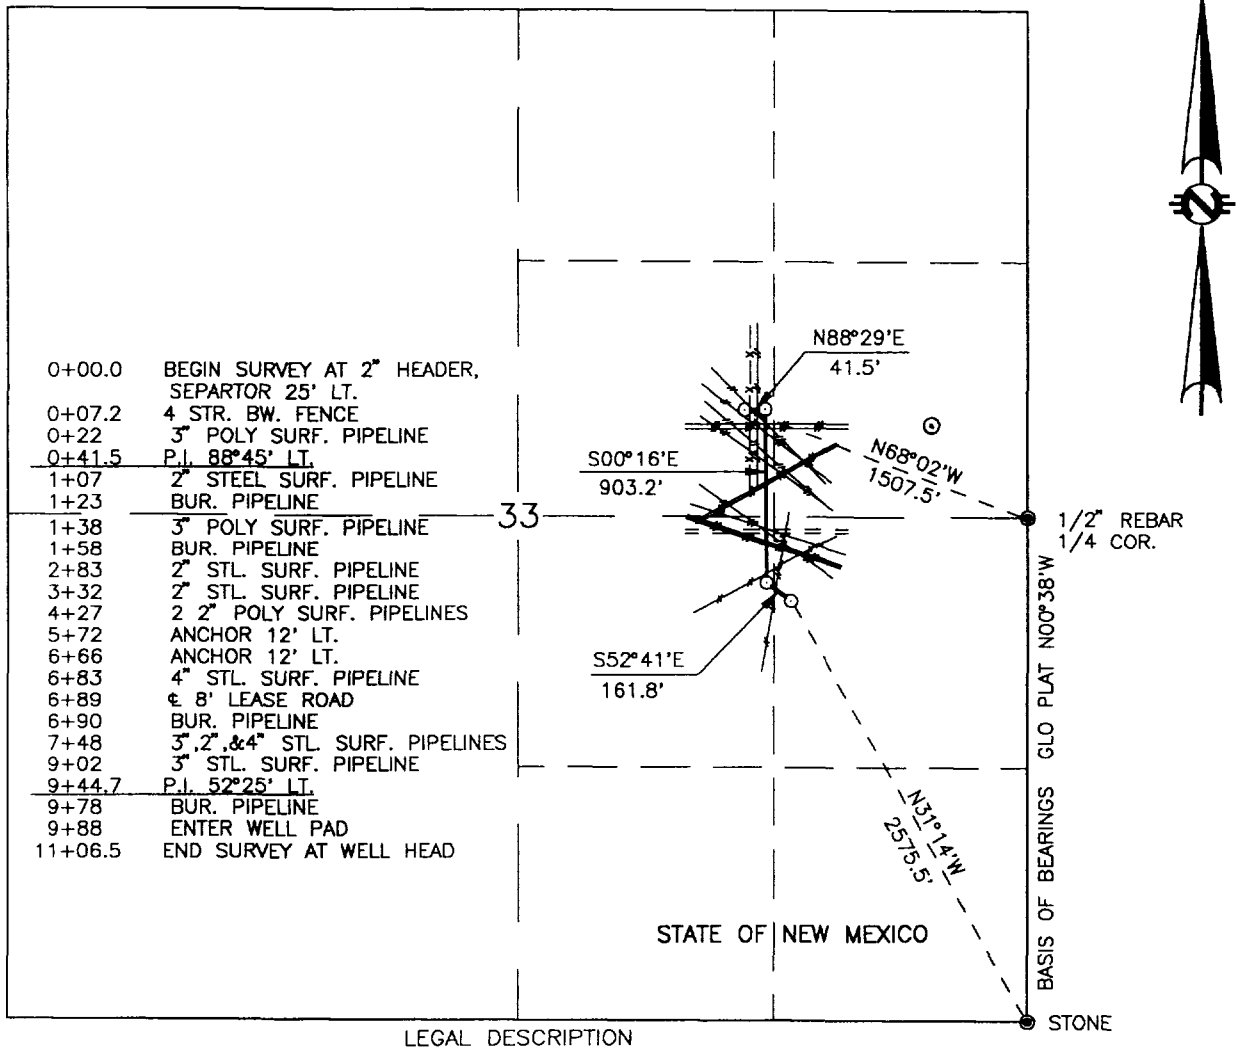 0+00.0 BEGIN SURVEY AT 2" HEADER,
SEPARTOR 25' LT.
0+07.2 4 STR. BW. FENCE
0+22 3" POLY SURF. PIPELINE
0+41.5 P.I. 88°45' LT.
1+07 2" STEEL SURF. PIPELINE
1+23 BUR. PIPELINE
1+38 3" POLY SURF. PIPELINE
1+58 BUR. PIPELINE
2+83 2" STL. SURF. PIPELINE
3+32 2" STL. SURF. PIPELINE
4+27 2 2" POLY SURF. PIPELINES
5+72 ANCHOR 12' LT.
6+66 ANCHOR 12' LT.
6+83 4" STL. SURF. PIPELINE
6+89 ℄ 8' LEASE ROAD
6+90 BUR. PIPELINE
7+48 3",2",&4" STL. SURF. PIPELINES
9+02 3" STL. SURF. PIPELINE
9+44.7 P.I. 52°25' LT.
9+78 BUR. PIPELINE
9+88 ENTER WELL PAD
11+06.5 END SURVEY AT WELL HEAD
33
N88°29'E
41.5'
S00°16'E
903.2'
N68°02'W
1507.5'
S52°41'E
161.8'
N31°14'W
2575.5'
1/2" REBAR
1/4 COR.
BASIS OF BEARINGS GLO PLAT N00°38'W
STATE OF NEW MEXICO
STONE
LEGAL DESCRIPTION
N